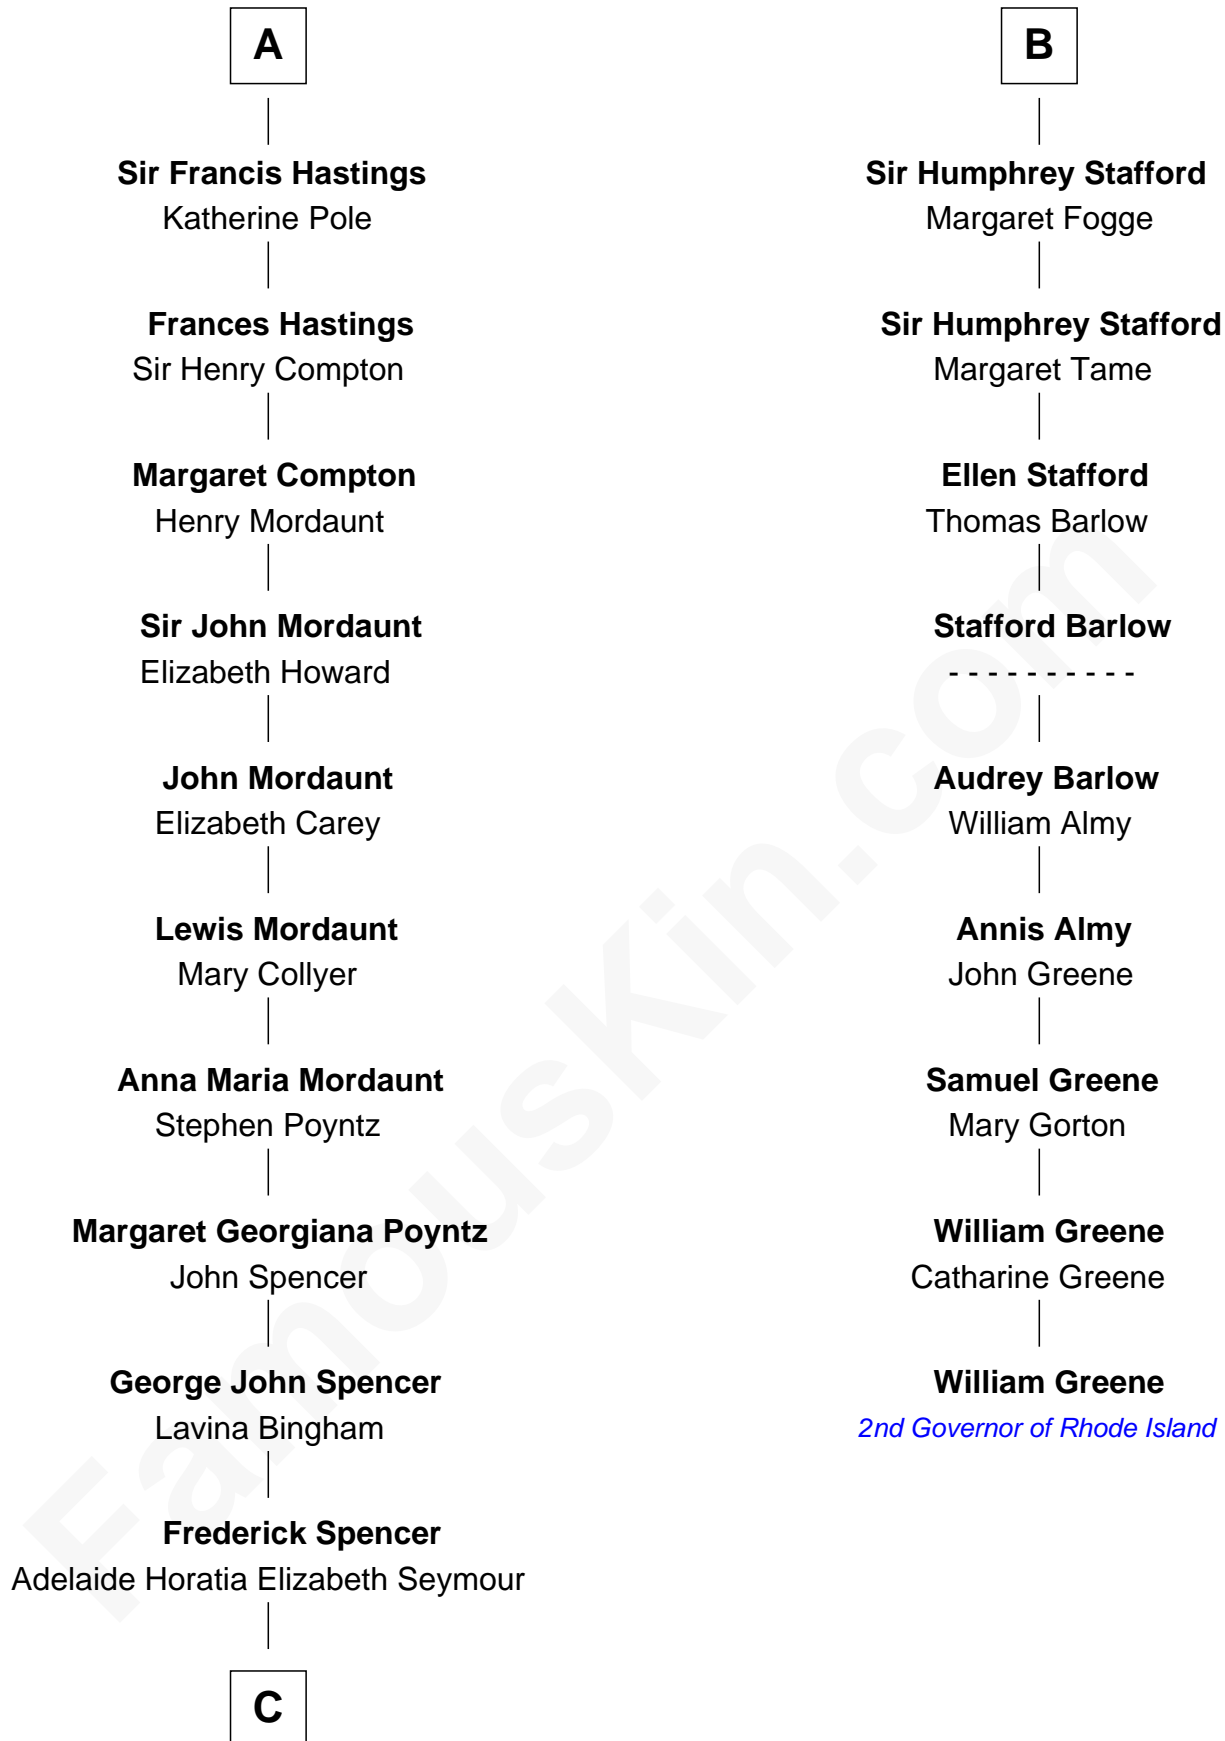 A
Sir Francis Hastings
Katherine Pole
Frances Hastings
Sir Henry Compton
Margaret Compton
Henry Mordaunt
Sir John Mordaunt
Elizabeth Howard
John Mordaunt
Elizabeth Carey
Lewis Mordaunt
Mary Collyer
Anna Maria Mordaunt
Stephen Poyntz
Margaret Georgiana Poyntz
John Spencer
George John Spencer
Lavina Bingham
Frederick Spencer
Adelaide Horatia Elizabeth Seymour
C
B
Sir Humphrey Stafford
Margaret Fogge
Sir Humphrey Stafford
Margaret Tame
Ellen Stafford
Thomas Barlow
Stafford Barlow
- - - - - - - - - -
Audrey Barlow
William Almy
Annis Almy
John Greene
Samuel Greene
Mary Gorton
William Greene
Catharine Greene
William Greene
2nd Governor of Rhode Island
FamousKin.com